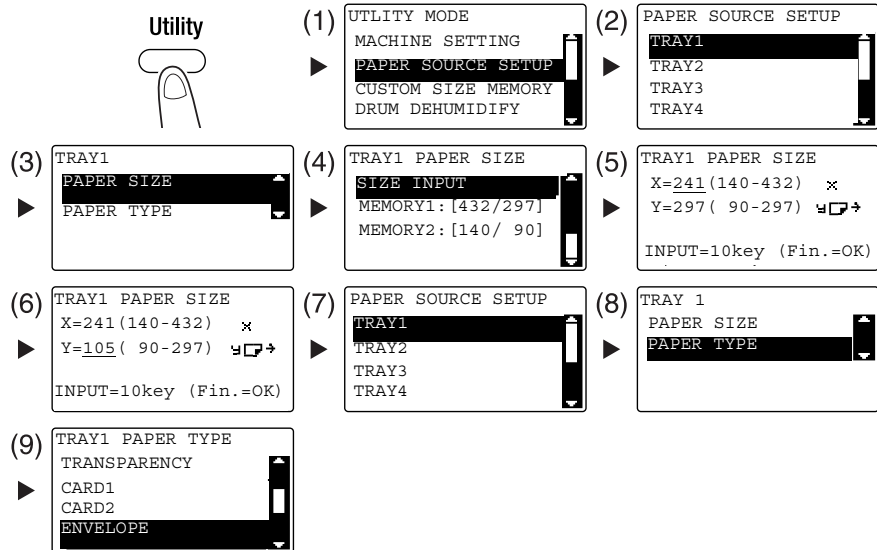 Utility
(1)
UTLITY MODE
MACHINE SETTING
PAPER SOURCE SETUP
CUSTOM SIZE MEMORY
DRUM DEHUMIDIFY
(2)
PAPER SOURCE SETUP
TRAY1
TRAY2
TRAY3
TRAY4
(3)
TRAY1
PAPER SIZE
PAPER TYPE
(4)
TRAY1 PAPER SIZE
SIZE INPUT
MEMORY1:[432/297]
MEMORY2:[140/ 90]
(5)
TRAY1 PAPER SIZE
X=241(140-432) X
Y=297( 90-297) Y
INPUT=10key (Fin.=OK)
(6)
TRAY1 PAPER SIZE
X=241(140-432) X
Y=105( 90-297) Y
INPUT=10key (Fin.=OK)
(7)
PAPER SOURCE SETUP
TRAY1
TRAY2
TRAY3
TRAY4
(8)
TRAY 1
PAPER SIZE
PAPER TYPE
(9)
TRAY1 PAPER TYPE
TRANSPARENCY
CARD1
CARD2
ENVELOPE